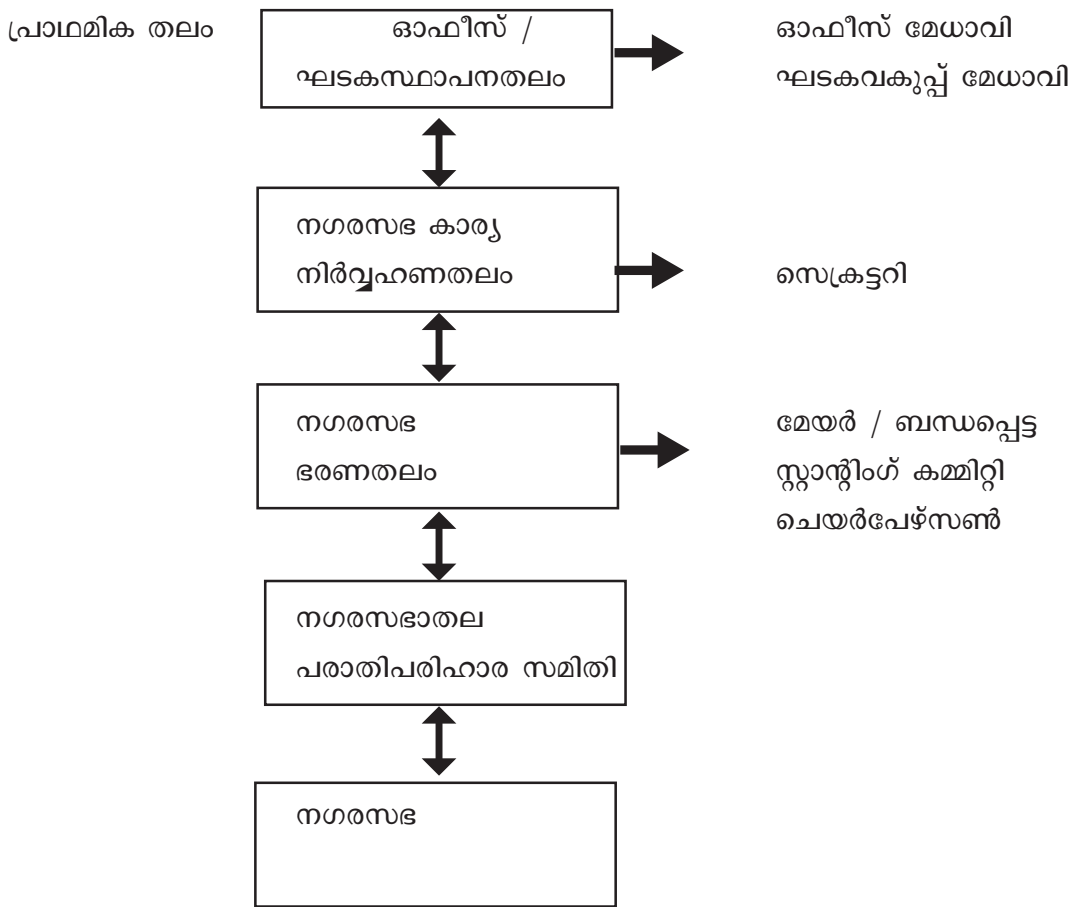 പ്രാഥമിക തലം
ഓഫീസ് /
ഘടകസ്ഥാപനതലം
ഓഫീസ് മേധാവി
ഘടകവകുപ്പ് മേധാവി
നഗരസഭ കാര്യ
നിർവ്വഹണതലം
സെക്രട്ടറി
നഗരസഭ
ഭരണതലം
മേയർ / ബന്ധപ്പെട്ട
സ്റ്റാന്റിംഗ് കമ്മിറ്റി
ചെയർപേഴ്സൺ
നഗരസഭാതല
പരാതിപരിഹാര സമിതി
നഗരസഭ